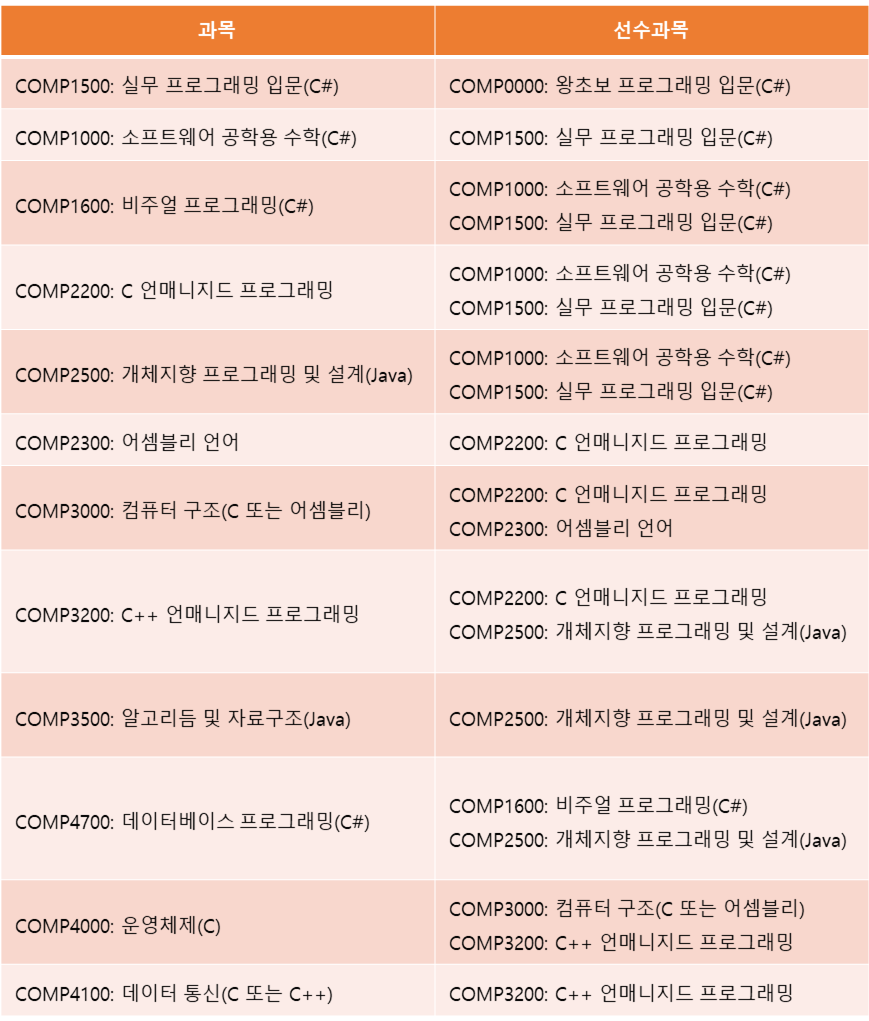 과목
선수과목
COMP1500: 실무 프로그래밍 입문(C#)
COMP0000: 왕초보 프로그래밍 입문(C#)
COMP1000: 소프트웨어 공학용 수학(C#)
COMP1500: 실무 프로그래밍 입문(C#)
COMP1600: 비주얼 프로그래밍(C#)
COMP1000: 소프트웨어 공학용 수학(C#)
COMP1500: 실무 프로그래밍 입문(C#)
COMP2200: C 언매니지드 프로그래밍
COMP1000: 소프트웨어 공학용 수학(C#)
COMP1500: 실무 프로그래밍 입문(C#)
COMP2500: 개체지향 프로그래밍 및 설계(Java)
COMP1000: 소프트웨어 공학용 수학(C#)
COMP1500: 실무 프로그래밍 입문(C#)
COMP2300: 어셈블리 언어
COMP2200: C 언매니지드 프로그래밍
COMP3000: 컴퓨터 구조(C 또는 어셈블리)
COMP2200: C 언매니지드 프로그래밍
COMP2300: 어셈블리 언어
COMP3200: C++ 언매니지드 프로그래밍
COMP2200: C 언매니지드 프로그래밍
COMP2500: 개체지향 프로그래밍 및 설계(Java)
COMP3500: 알고리듬 및 자료구조(Java)
COMP2500: 개체지향 프로그래밍 및 설계(Java)
COMP4700: 데이터베이스 프로그래밍(C#)
COMP1600: 비주얼 프로그래밍(C#)
COMP2500: 개체지향 프로그래밍 및 설계(Java)
COMP4000: 운영체제(C)
COMP3000: 컴퓨터 구조(C 또는 어셈블리)
COMP3200: C++ 언매니지드 프로그래밍
COMP4100: 데이터 통신(C 또는 C++)
COMP3200: C++ 언매니지드 프로그래밍